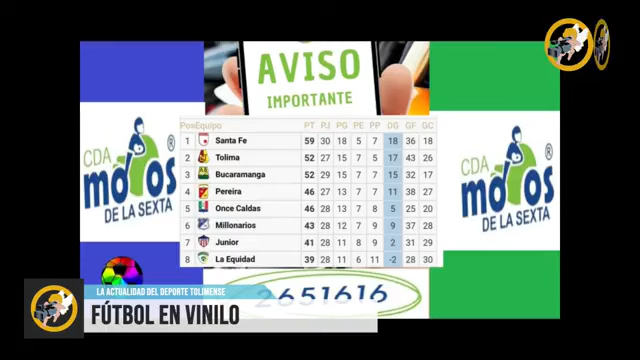 AVISO
IMPORTANTE
CDA
motos
DE LA SEXTA
CDA
motos
DE LA SEXTA
Pos Equipo PT PJ PG PE PP DG GF GC
1 Santa Fe 59 30 18 5 7 18 36 18
2 Tolima 52 27 15 7 5 17 43 26
3 Bucaramanga 52 29 15 7 7 15 32 17
4 Pereira 46 27 13 7 7 11 38 27
5 Once Caldas 46 28 13 7 8 5 25 20
6 Millonarios 43 28 12 7 9 9 37 28
7 Junior 41 28 11 8 9 2 31 29
8 La Equidad 39 28 11 6 11 -2 28 30
2651616
LA ACTUALIDAD DEL DEPORTE TOLIMENSE
FÚTBOL EN VINILO